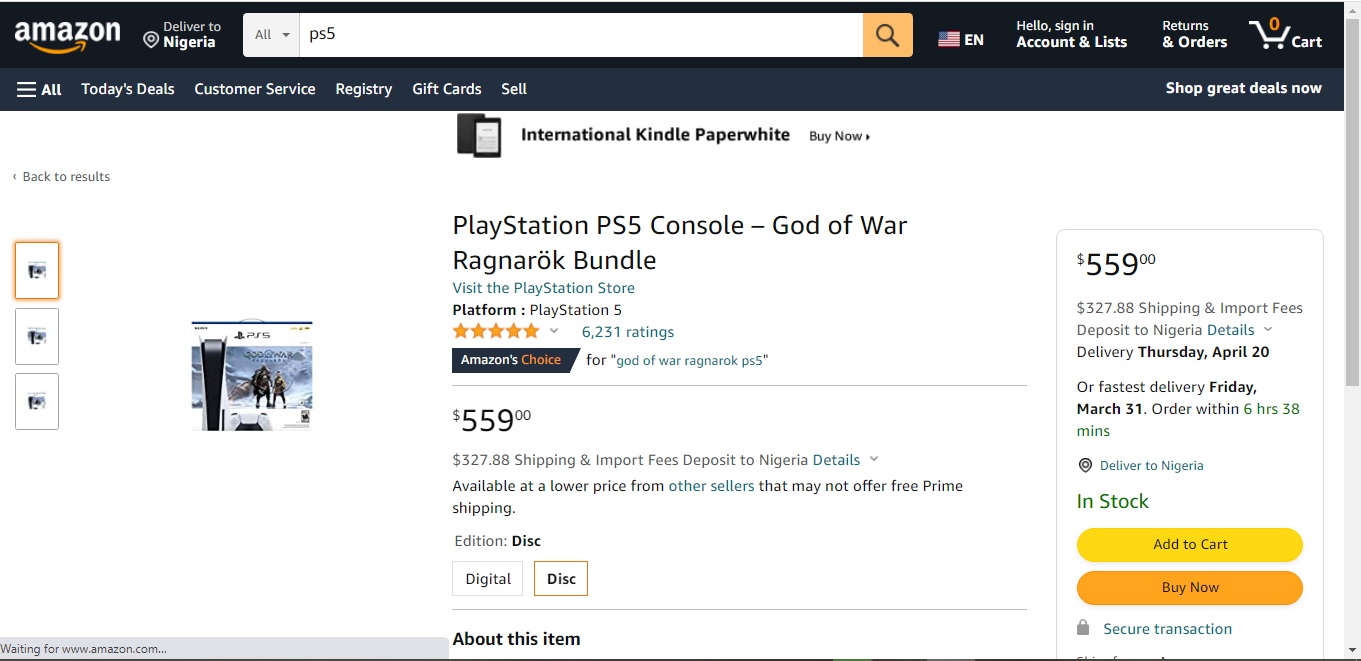 amazon
Deliver to
Nigeria
All
ps5
EN
Hello, sign in
Account & Lists
Returns
& Orders
0
Cart
All
Today's Deals
Customer Service
Registry
Gift Cards
Sell
Shop great deals now
International Kindle Paperwhite
Buy Now
‹ Back to results
PlayStation PS5 Console – God of War
Ragnarök Bundle
Visit the PlayStation Store
Platform : PlayStation 5
6,231 ratings
Amazon's Choice for "god of war ragnarok ps5"
$55900
$327.88 Shipping & Import Fees Deposit to Nigeria Details
Available at a lower price from other sellers that may not offer free Prime
shipping.
Edition: Disc
Digital
Disc
About this item
SONY
PS5
GOD OF WAR
$55900
$327.88 Shipping & Import Fees
Deposit to Nigeria Details
Delivery Thursday, April 20
Or fastest delivery Friday,
March 31. Order within 6 hrs 38
mins
Deliver to Nigeria
In Stock
Add to Cart
Buy Now
Secure transaction
Waiting for www.amazon.com...